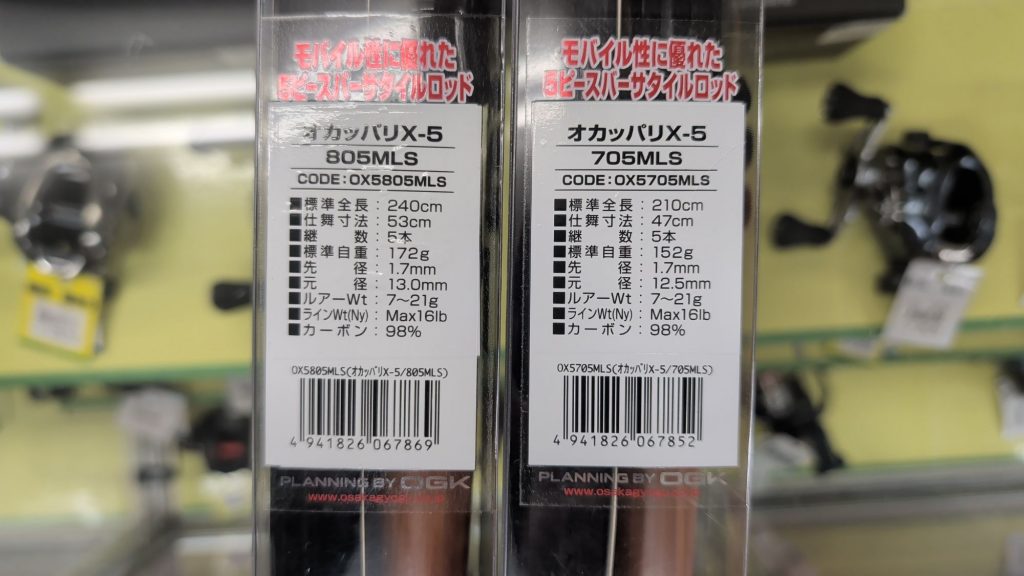 モバイル性に優れた
5ピースバーサタイルロッド
オカッパリX-5
805MLS
CODE:OX5805MLS
■標準全長:240cm
■仕舞寸法:53cm
■継数:5本
■標準自重:172g
■先径:1.7mm
■元径:13.0mm
■ルアーWt:7〜21g
■ラインWt(Ny):Max16lb
■カーボン:98%
OX5805MLS(オカッパリX-5/805MLS)
4 941826 067869
PLANNING BY OGK
モバイル性に優れた
5ピースバーサタイルロッド
オカッパリX-5
705MLS
CODE:OX5705MLS
■標準全長:210cm
■仕舞寸法:47cm
■継数:5本
■標準自重:152g
■先径:1.7mm
■元径:12.5mm
■ルアーWt:7〜21g
■ラインWt(Ny):Max16lb
■カーボン:98%
OX5705MLS(オカッパリX-5/705MLS)
4 941826 067852
PLANNING BY OGK